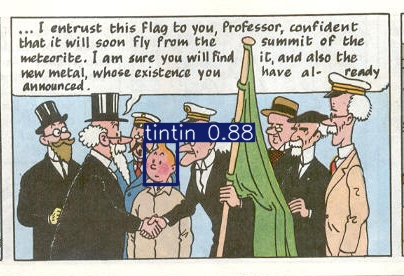 ... I entrust this flag to you, Professor, confident
that it will soon fly from the summit of the
meteorite. I am sure you will find it, and also the
new metal, whose existence you have al- ready
announced.
tintin 0.88